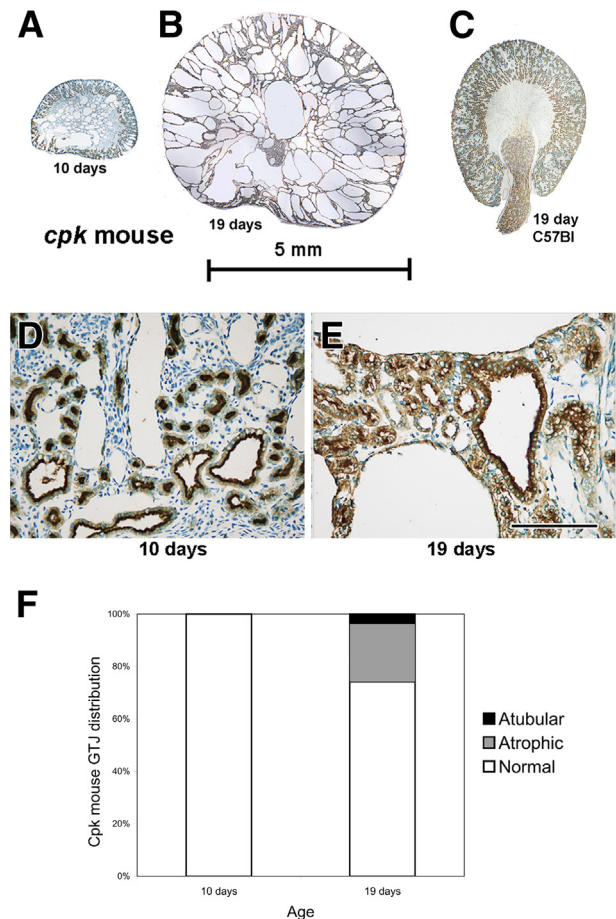 A
B
C
10 days
19 days
19 day
C57Bl
cpk mouse
5 mm
D
E
10 days
19 days
F
Cpk mouse GTJ distribution
100%
80%
60%
40%
20%
0%
10 days
19 days
Age
Atubular
Atrophic
Normal